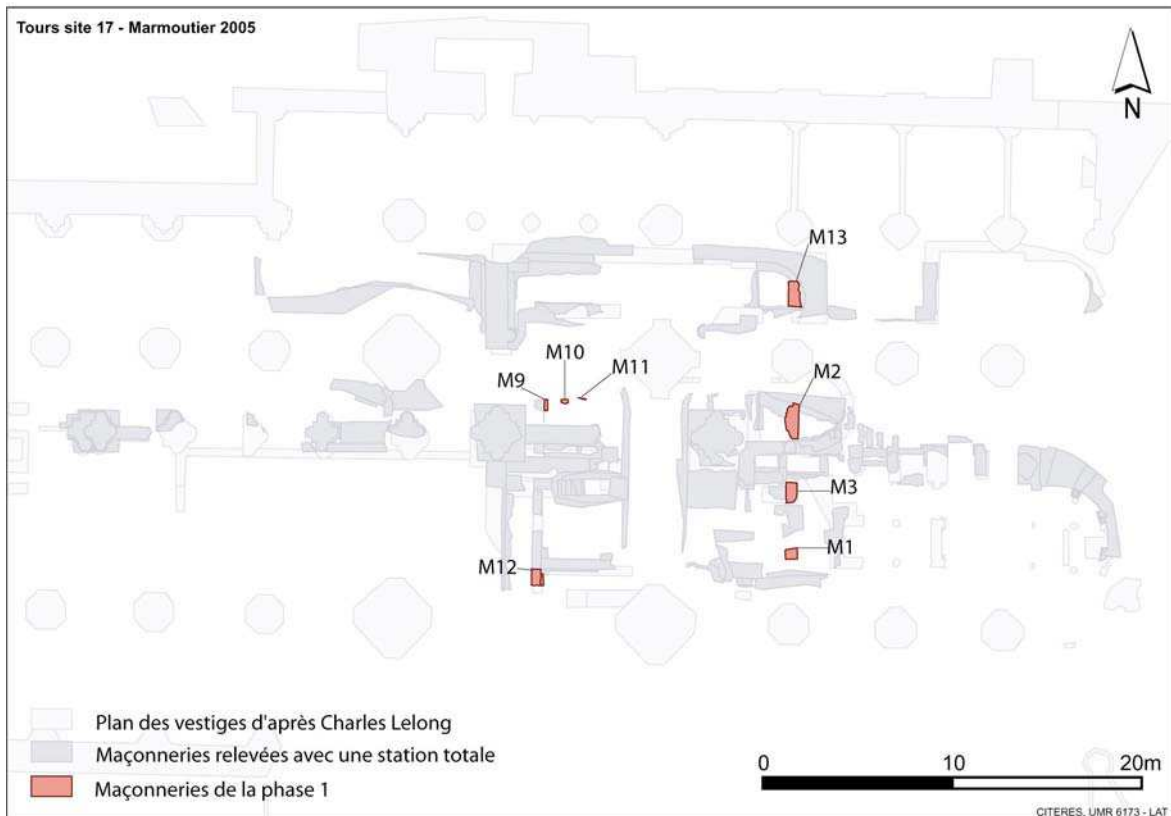 Tours site 17 - Marmoutier 2005
N
M13
M10
M9
M11
M2
M3
M1
M12
Plan des vestiges d'après Charles Lelong
Maçonneries relevées avec une station totale
Maçonneries de la phase 1
0 10 20m
CITERES, UMR 6173 - LAT